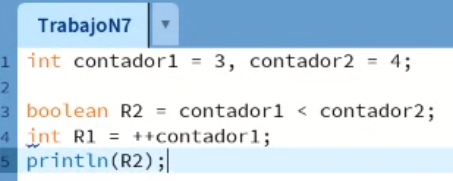 TrabajoN7
1 int contador1 = 3, contador2 = 4;
2
3 boolean R2 = contador1 < contador2;
4 int R1 = ++contador1;
5 println(R2);